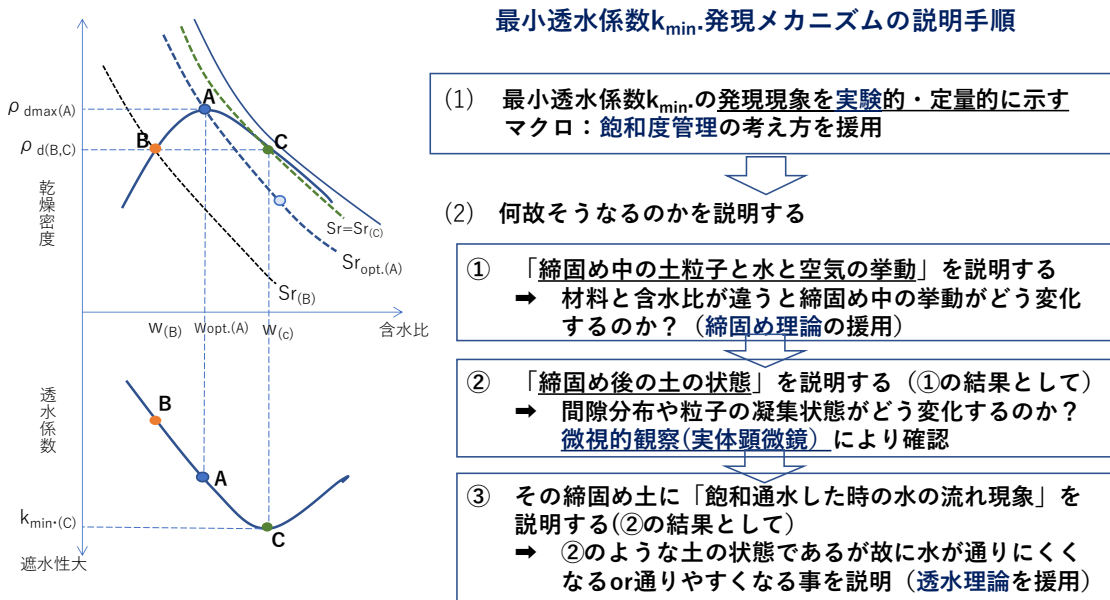 最小透水係数kmin.発現メカニズムの説明手順
ρ dmax(A)
ρ d(B,C)
乾燥密度
A
B
C
Sr=Sr(C)
Sropt.(A)
Sr(B)
w(B)
wopt.(A)
w(c)
含水比
透水係数
B
A
C
kmin.(C)
遮水性大
(1) 最小透水係数kmin.の発現現象を実験的・定量的に示す
マクロ：飽和度管理の考え方を援用
(2) 何故そうなるのかを説明する
① 「締固め中の土粒子と水と空気の挙動」を説明する
➡ 材料と含水比が違うと締固め中の挙動がどう変化
するのか？（締固め理論の援用）
② 「締固め後の土の状態」を説明する（①の結果として）
➡ 間隙分布や粒子の凝集状態がどう変化するのか？
微視的観察(実体顕微鏡）により確認
③ その締固め土に「飽和通水した時の水の流れ現象」を
説明する(②の結果として）
➡ ②のような土の状態であるが故に水が通りにくく
なるor通りやすくなる事を説明（透水理論を援用）